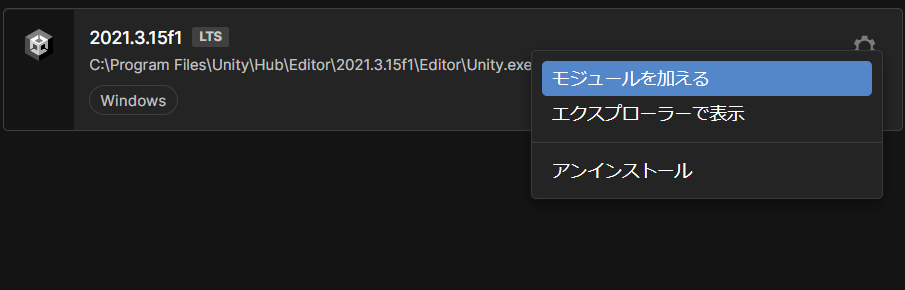 2021.3.15f1 LTS
C:\Program Files\Unity\Hub\Editor\2021.3.15f1\Editor\Unity.exe
Windows
モジュールを加える
エクスプローラーで表示
アンインストール